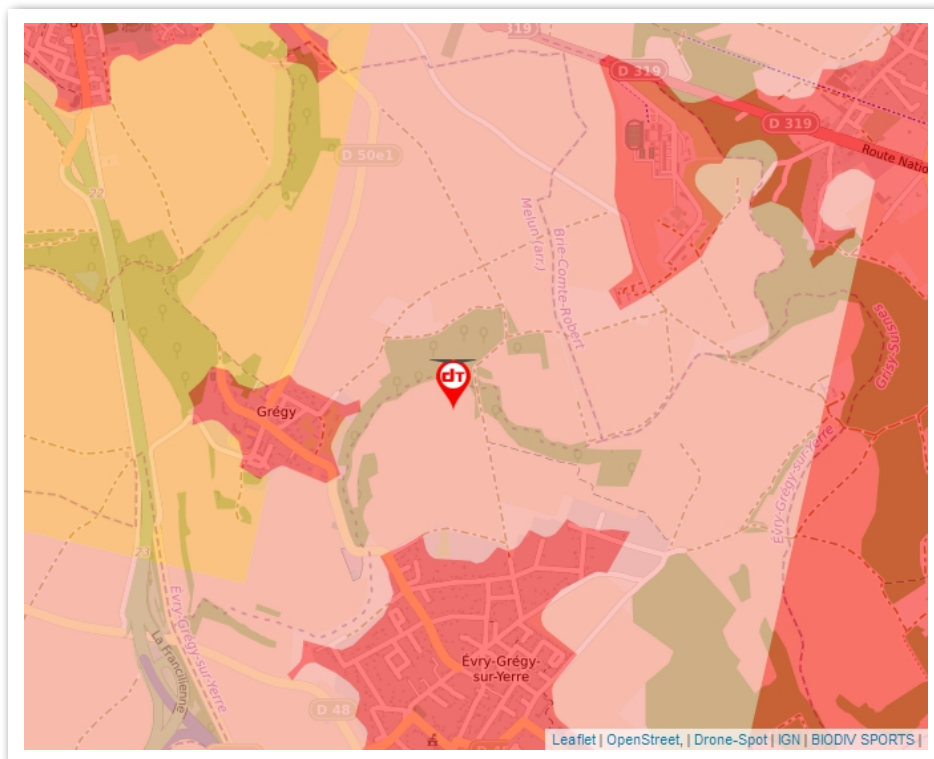 319
D 319
D 319
Route Natio
D 50e1
22
Melun (arr.)
Brie-Comte-Robert
Grisy-Suisnes
dT
Grégy
Évry-Grégy-sur-Yerre
23
Évry-Grégy-sur-Yerre
La Francilienne
Évry-Grégy-
sur-Yerre
D 48
Leaflet | OpenStreet, | Drone-Spot | IGN | BIODIV SPORTS |